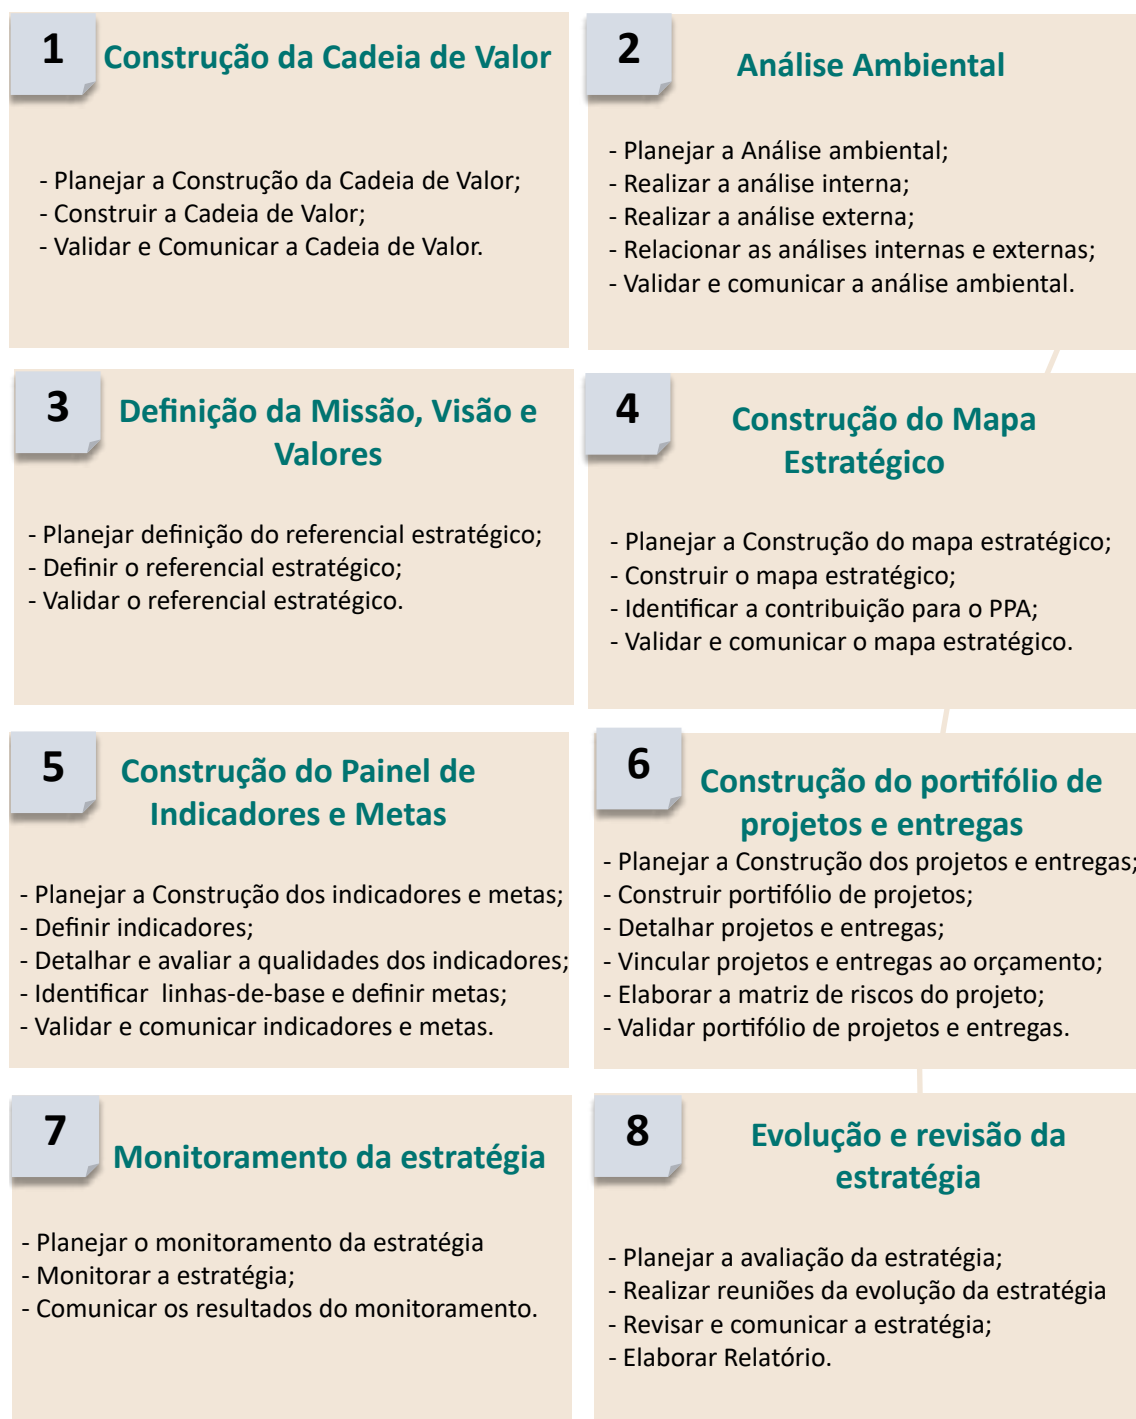 1
Construção da Cadeia de Valor
- Planejar a Construção da Cadeia de Valor;
- Construir a Cadeia de Valor;
- Validar e Comunicar a Cadeia de Valor.
2
Análise Ambiental
- Planejar a Análise ambiental;
- Realizar a análise interna;
- Realizar a análise externa;
- Relacionar as análises internas e externas;
- Validar e comunicar a análise ambiental.
3
Definição da Missão, Visão e
Valores
- Planejar definição do referencial estratégico;
- Definir o referencial estratégico;
- Validar o referencial estratégico.
4
Construção do Mapa
Estratégico
- Planejar a Construção do mapa estratégico;
- Construir o mapa estratégico;
- Identificar a contribuição para o PPA;
- Validar e comunicar o mapa estratégico.
5
Construção do Painel de
Indicadores e Metas
- Planejar a Construção dos indicadores e metas;
- Definir indicadores;
- Detalhar e avaliar a qualidades dos indicadores;
- Identificar  linhas-de-base e definir metas;
- Validar e comunicar indicadores e metas.
6
Construção do portifólio de
projetos e entregas
- Planejar a Construção dos projetos e entregas;
- Construir portifólio de projetos;
- Detalhar projetos e entregas;
- Vincular projetos e entregas ao orçamento;
- Elaborar a matriz de riscos do projeto;
- Validar portifólio de projetos e entregas.
7
Monitoramento da estratégia
- Planejar o monitoramento da estratégia
- Monitorar a estratégia;
- Comunicar os resultados do monitoramento.
8
Evolução e revisão da
estratégia
- Planejar a avaliação da estratégia;
- Realizar reuniões da evolução da estratégia
- Revisar e comunicar a estratégia;
- Elaborar Relatório.